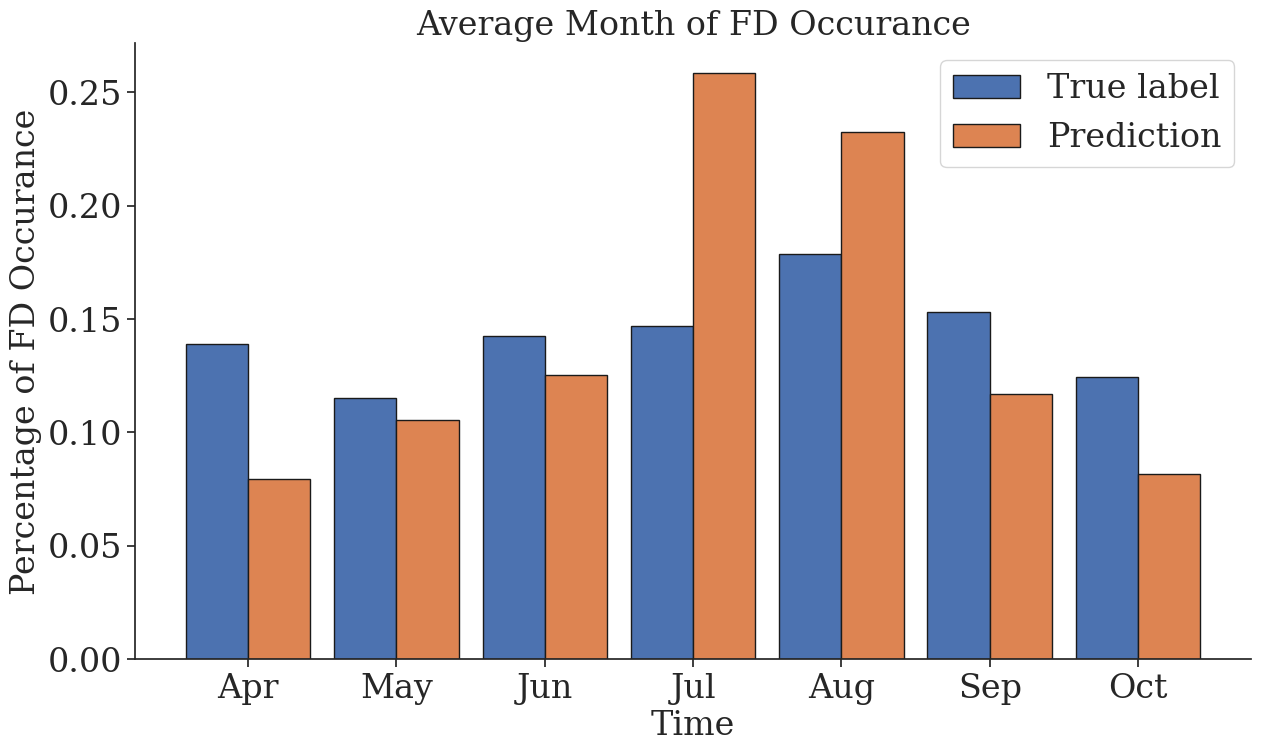 Average Month of FD Occurance
True label
Prediction
Percentage of FD Occurance
0.25
0.20
0.15
0.10
0.05
0.00
Apr May Jun Jul Aug Sep Oct
Time